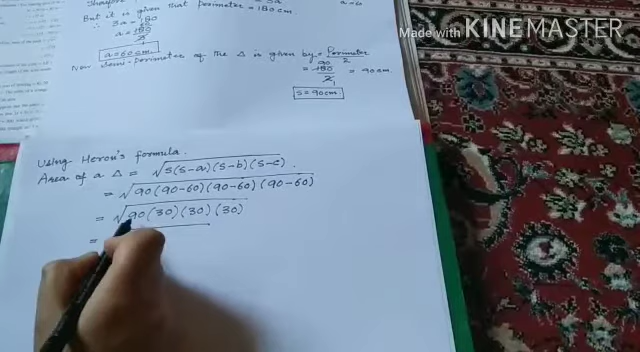 Made with KINEMASTER
But it is given that perimeter = 180 cm.
∴ 3a = 180
a = 180
a = 60 cm.
Now semi-perimeter of the Δ is given by = Perimeter/2
= 180/2 = 90 cm.
s = 90 cm.
Using Heron's formula.
Area of a Δ = √s(s-a)(s-b)(s-c).
= √90(90-60)(90-60)(90-60)
= √90(30)(30)(30)
=